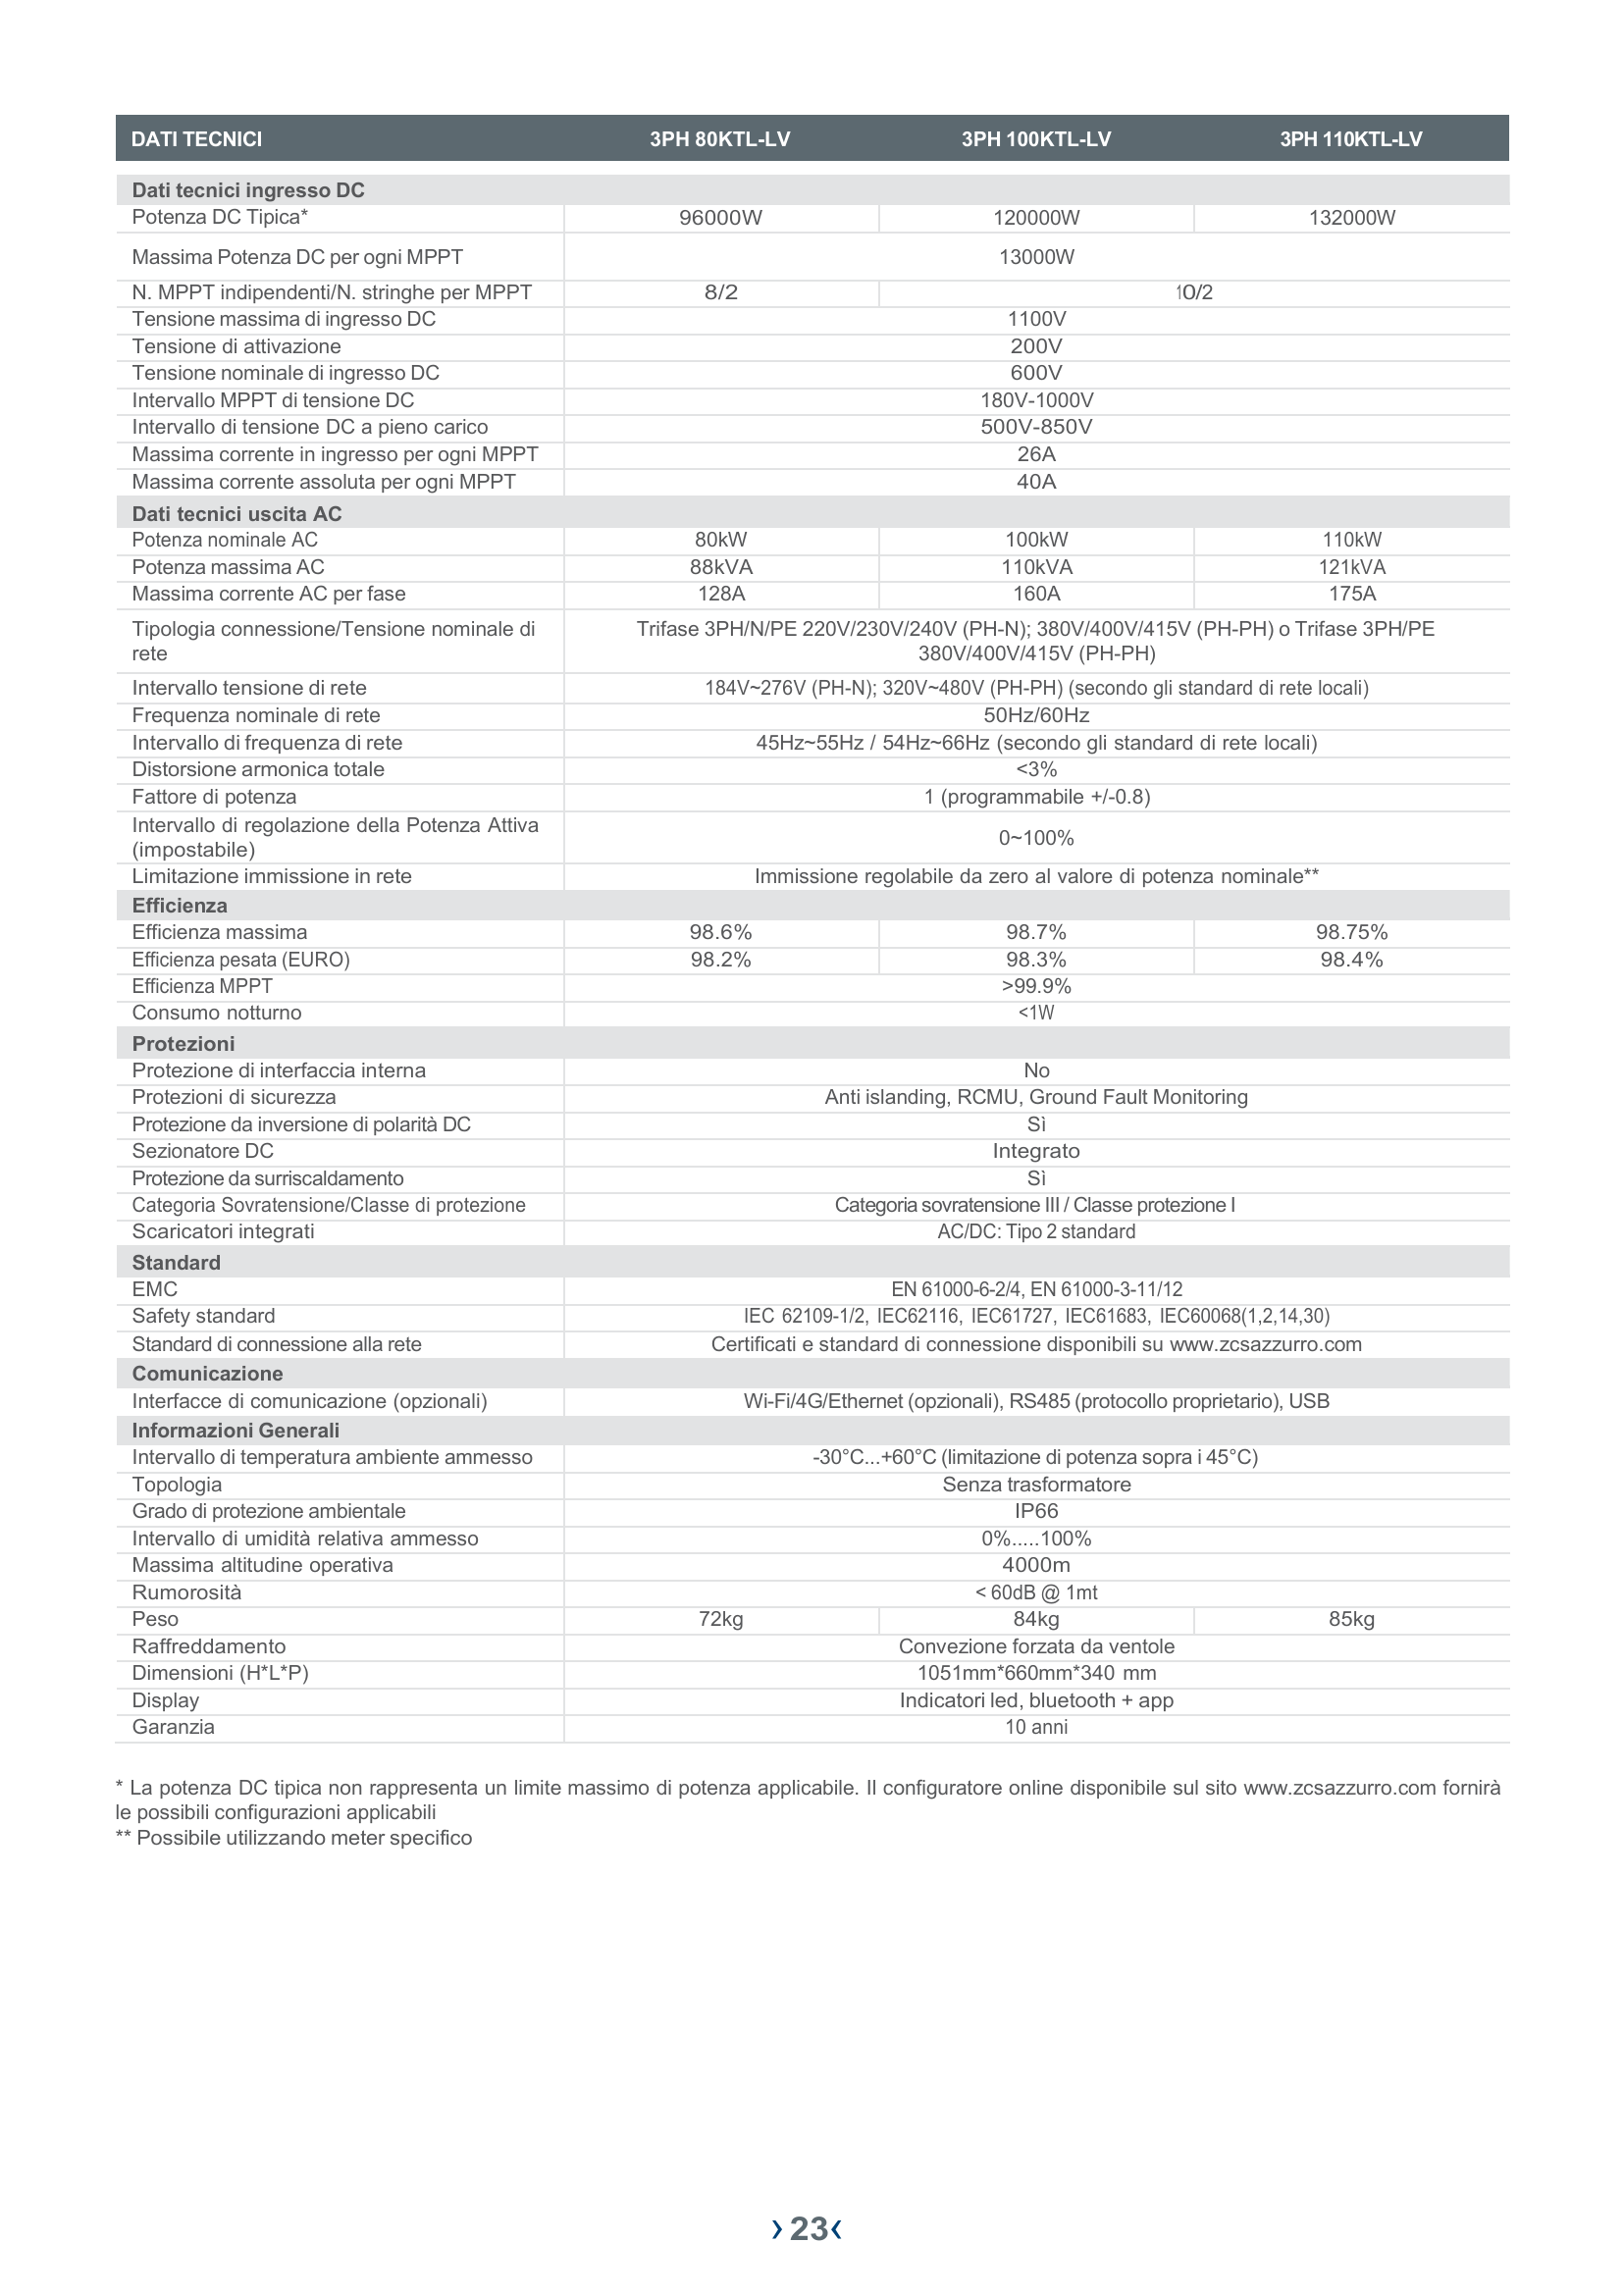 DATI TECNICI 3PH 80KTL-LV 3PH 100KTL-LV 3PH 110KTL-LV
Dati tecnici ingresso DC
Potenza DC Tipica* 96000W 120000W 132000W
Massima Potenza DC per ogni MPPT 13000W
N. MPPT indipendenti/N. stringhe per MPPT 8/2 10/2
Tensione massima di ingresso DC 1100V
Tensione di attivazione 200V
Tensione nominale di ingresso DC 600V
Intervallo MPPT di tensione DC 180V-1000V
Intervallo di tensione DC a pieno carico 500V-850V
Massima corrente in ingresso per ogni MPPT 26A
Massima corrente assoluta per ogni MPPT 40A
Dati tecnici uscita AC
Potenza nominale AC 80kW 100kW 110kW
Potenza massima AC 88kVA 110kVA 121kVA
Massima corrente AC per fase 128A 160A 175A
Tipologia connessione/Tensione nominale di
rete
Trifase 3PH/N/PE 220V/230V/240V (PH-N); 380V/400V/415V (PH-PH) o Trifase 3PH/PE
380V/400V/415V (PH-PH)
Intervallo tensione di rete 184V~276V (PH-N); 320V~480V (PH-PH) (secondo gli standard di rete locali)
Frequenza nominale di rete 50Hz/60Hz
Intervallo di frequenza di rete 45Hz~55Hz / 54Hz~66Hz (secondo gli standard di rete locali)
Distorsione armonica totale <3%
Fattore di potenza 1 (programmabile +/-0.8)
Intervallo di regolazione della Potenza Attiva
(impostabile)
0~100%
Limitazione immissione in rete Immissione regolabile da zero al valore di potenza nominale**
Efficienza
Efficienza massima 98.6% 98.7% 98.75%
Efficienza pesata (EURO) 98.2% 98.3% 98.4%
Efficienza MPPT >99.9%
Consumo notturno <1W
Protezioni
Protezione di interfaccia interna No
Protezioni di sicurezza Anti islanding, RCMU, Ground Fault Monitoring
Protezione da inversione di polarità DC Sì
Sezionatore DC Integrato
Protezione da surriscaldamento Sì
Categoria Sovratensione/Classe di protezione Categoria sovratensione III / Classe protezione I
Scaricatori integrati AC/DC: Tipo 2 standard
Standard
EMC EN 61000-6-2/4, EN 61000-3-11/12
Safety standard IEC 62109-1/2, IEC62116, IEC61727, IEC61683, IEC60068(1,2,14,30)
Standard di connessione alla rete Certificati e standard di connessione disponibili su www.zcsazzurro.com
Comunicazione
Interfacce di comunicazione (opzionali) Wi-Fi/4G/Ethernet (opzionali), RS485 (protocollo proprietario), USB
Informazioni Generali
Intervallo di temperatura ambiente ammesso -30°C...+60°C (limitazione di potenza sopra i 45°C)
Topologia Senza trasformatore
Grado di protezione ambientale IP66
Intervallo di umidità relativa ammesso 0%.....100%
Massima altitudine operativa 4000m
Rumorosità < 60dB @ 1mt
Peso 72kg 84kg 85kg
Raffreddamento Convezione forzata da ventole
Dimensioni (H*L*P) 1051mm*660mm*340 mm
Display Indicatori led, bluetooth + app
Garanzia 10 anni
* La potenza DC tipica non rappresenta un limite massimo di potenza applicabile. Il configuratore online disponibile sul sito www.zcsazzurro.com fornirà
le possibili configurazioni applicabili
** Possibile utilizzando meter specifico
› 23 ‹